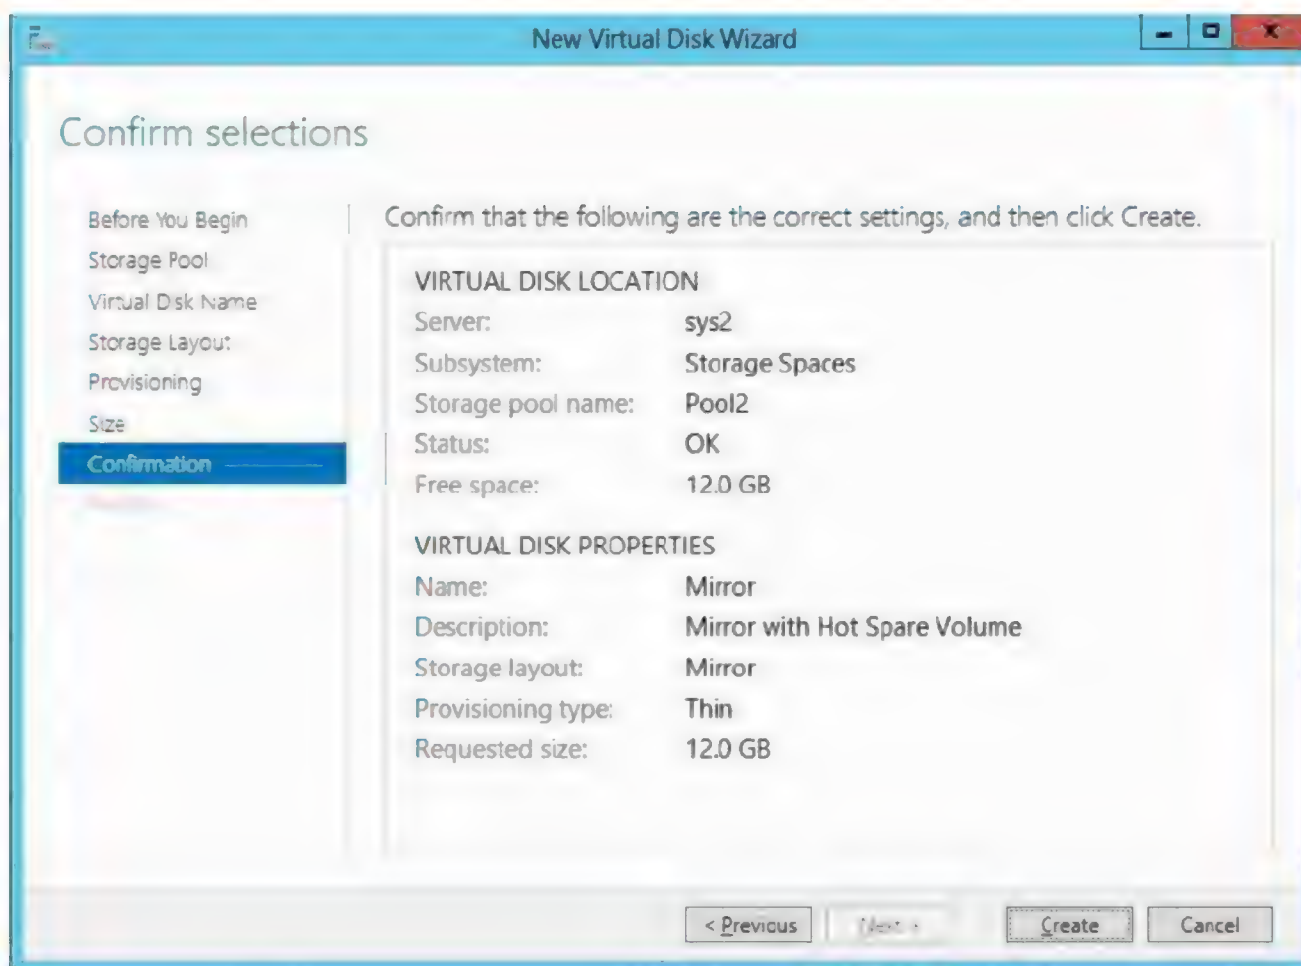 New Virtual Disk Wizard
Confirm selections
Before You Begin
Storage Pool
Virtual Disk Name
Storage Layout
Provisioning
Size
Confirmation
Confirm that the following are the correct settings, and then click Create.
VIRTUAL DISK LOCATION
Server: sys2
Subsystem: Storage Spaces
Storage pool name: Pool2
Status: OK
Free space: 12.0 GB
VIRTUAL DISK PROPERTIES
Name: Mirror
Description: Mirror with Hot Spare Volume
Storage layout: Mirror
Provisioning type: Thin
Requested size: 12.0 GB
< Previous Next > Create Cancel